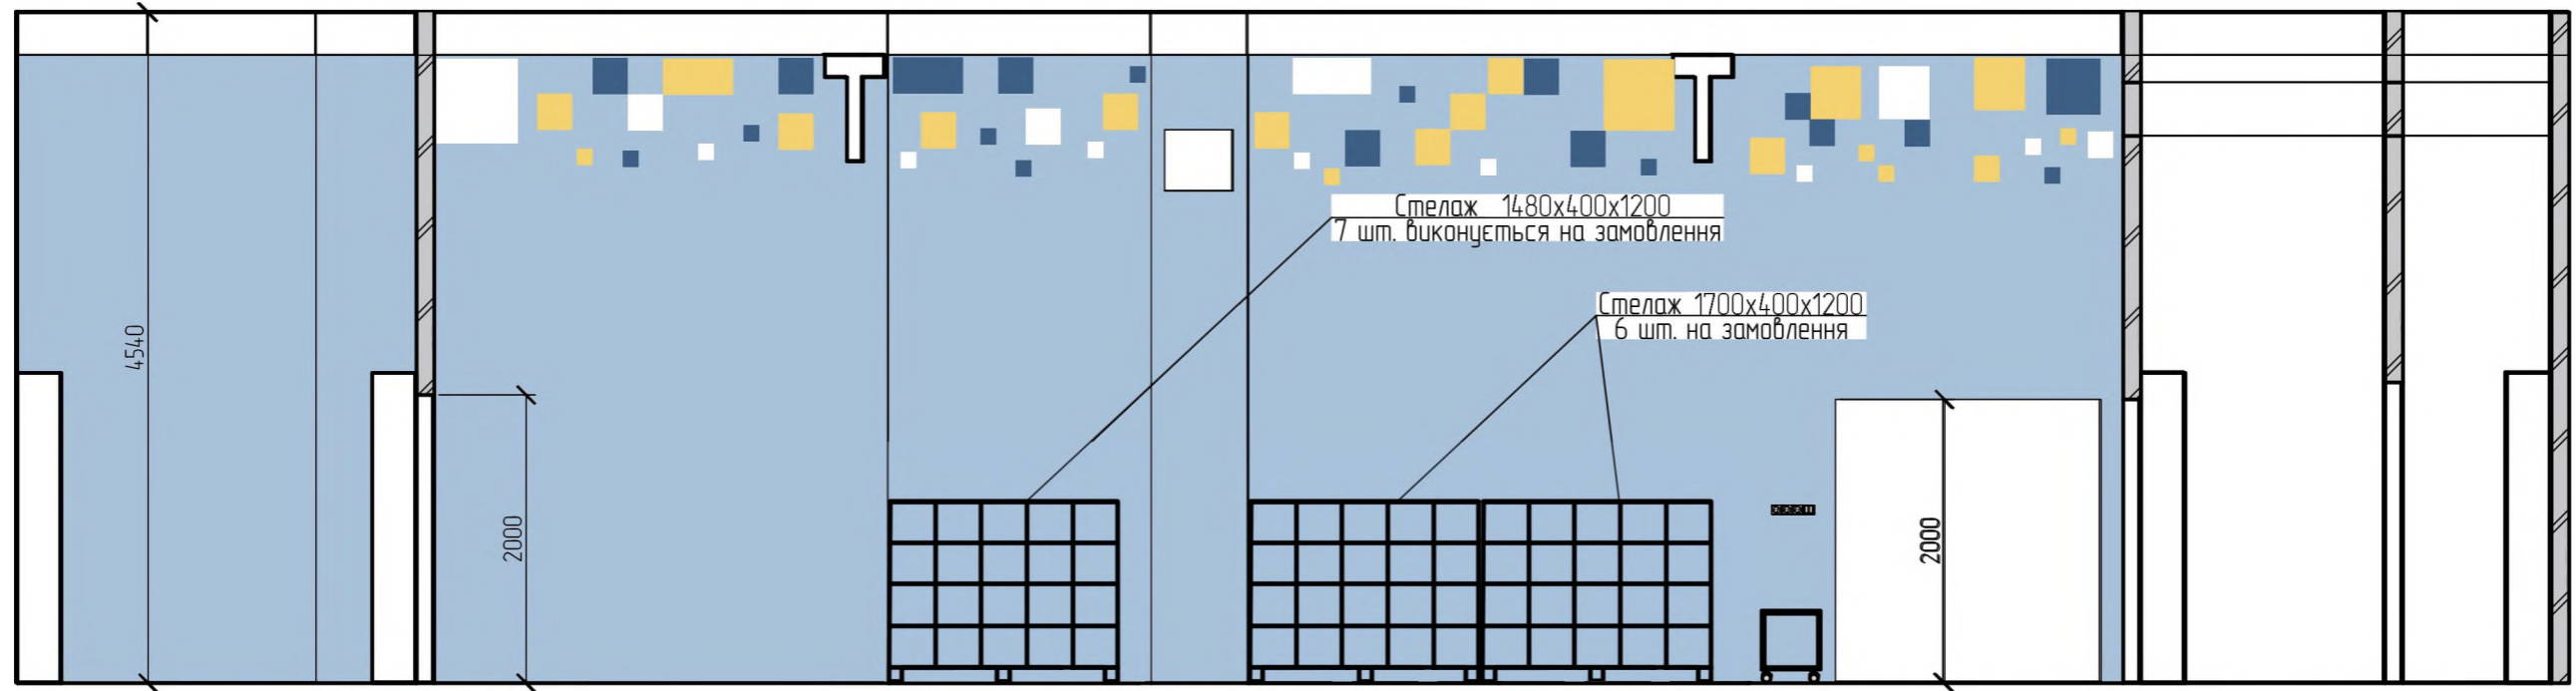 Стелаж 1480х400х1200
7 шт. виконується на замовлення
Стелаж 1700х400х1200
6 шт. на замовлення
4540
2000
2000